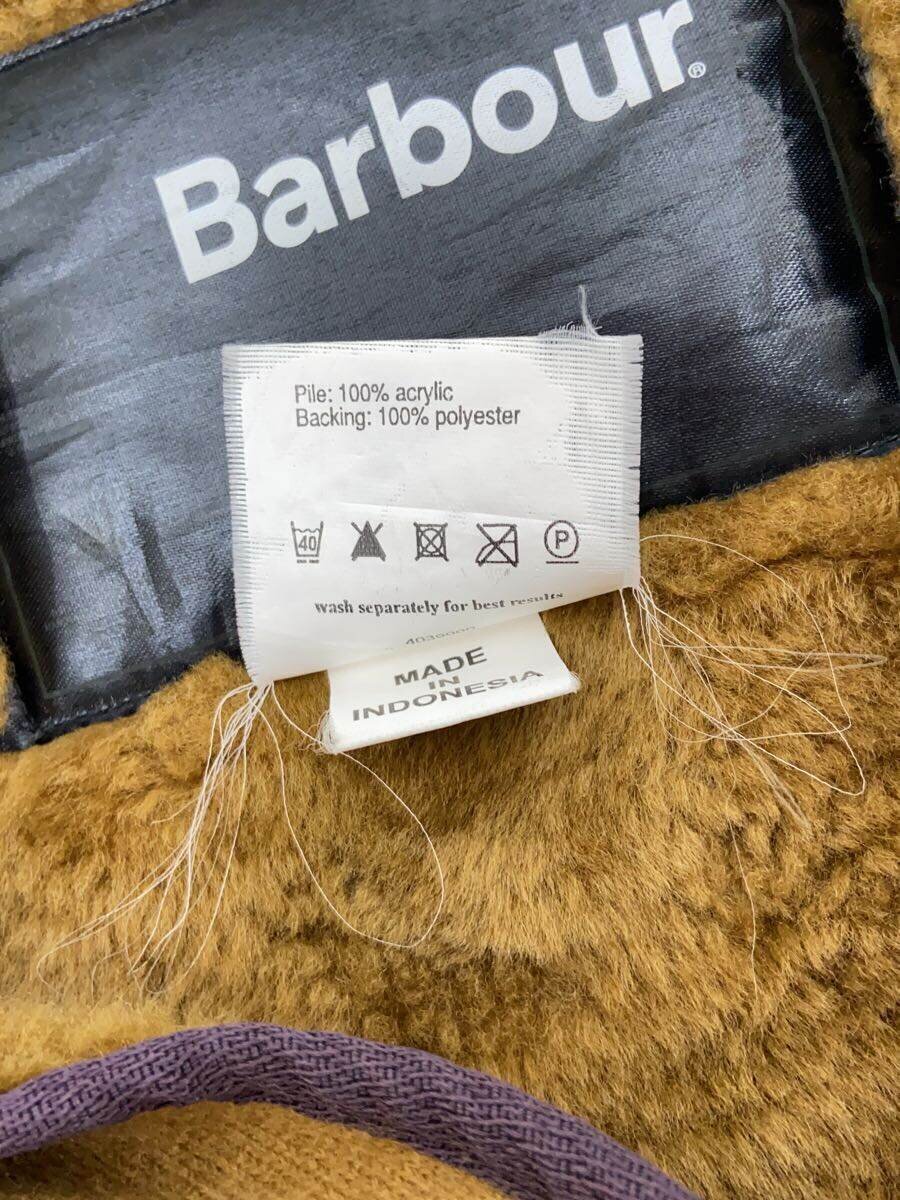 Barbour®
Pile: 100% acrylic
Backing: 100% polyester
40
P
wash separately for best results
MADE
IN
INDONESIA